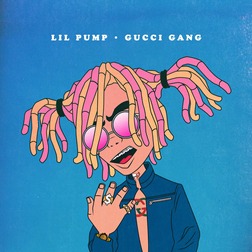 LIL PUMP • GUCCI GANG